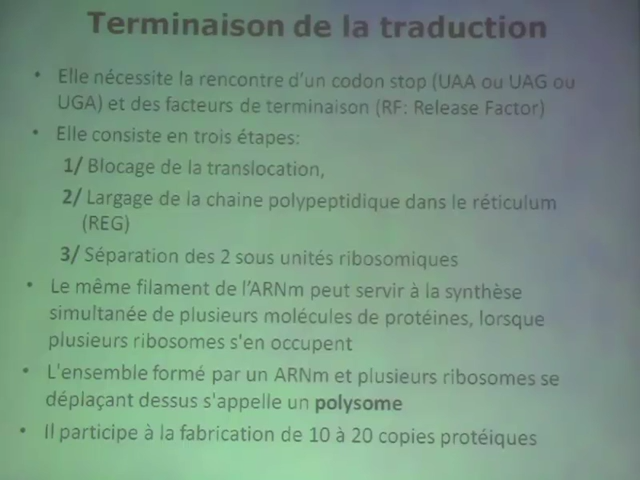 Terminaison de la traduction
• Elle nécessite la rencontre d'un codon stop (UAA ou UAG ou
UGA) et des facteurs de terminaison (RF: Release Factor)
• Elle consiste en trois étapes:
1/ Blocage de la translocation,
2/ Largage de la chaine polypeptidique dans le réticulum
(REG)
3/ Séparation des 2 sous unités ribosomiques
• Le même filament de l'ARNm peut servir à la synthèse
simultanée de plusieurs molécules de protéines, lorsque
plusieurs ribosomes s'en occupent
• L'ensemble formé par un ARNm et plusieurs ribosomes se
déplaçant dessus s'appelle un polysome
• Il participe à la fabrication de 10 à 20 copies protéiques